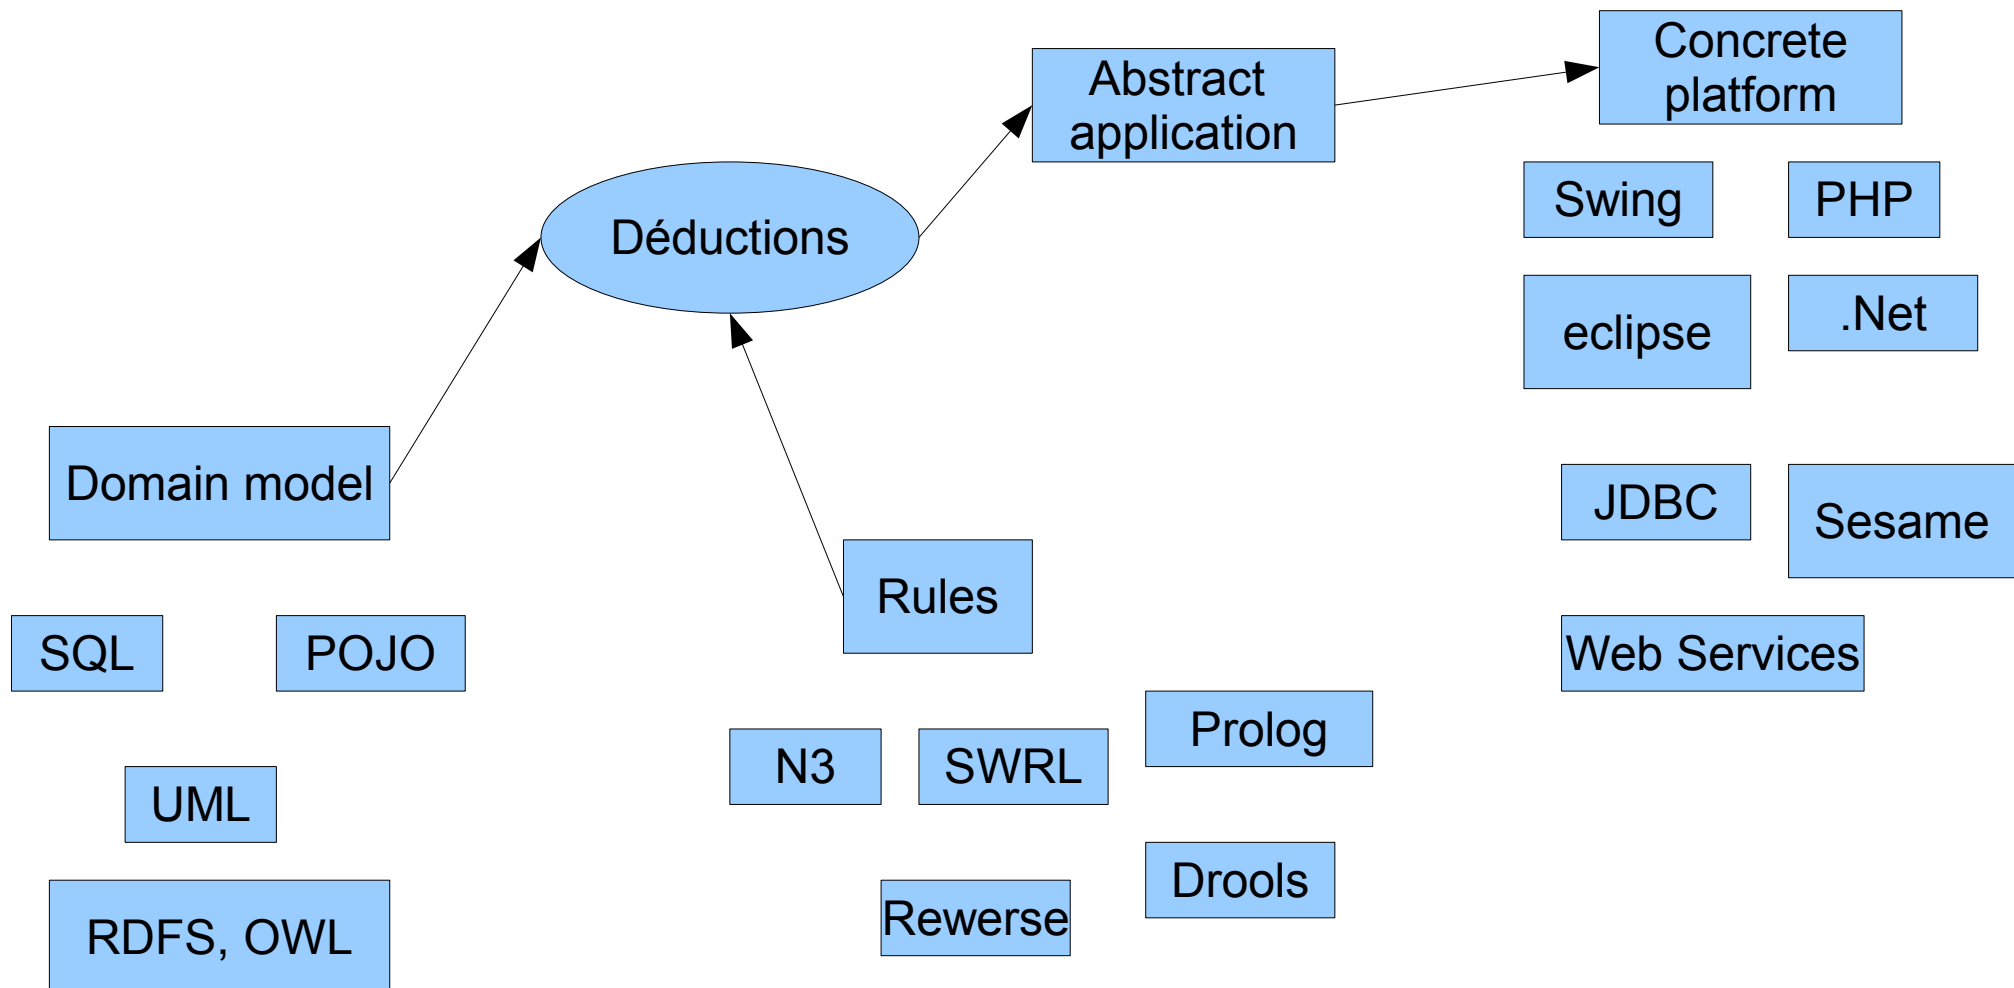 Concrete
platform
Abstract
application
Swing
PHP
Déductions
eclipse
.Net
Domain model
JDBC
Sesame
Rules
SQL
POJO
Web Services
Prolog
N3
SWRL
UML
Drools
Rewerse
RDFS, OWL